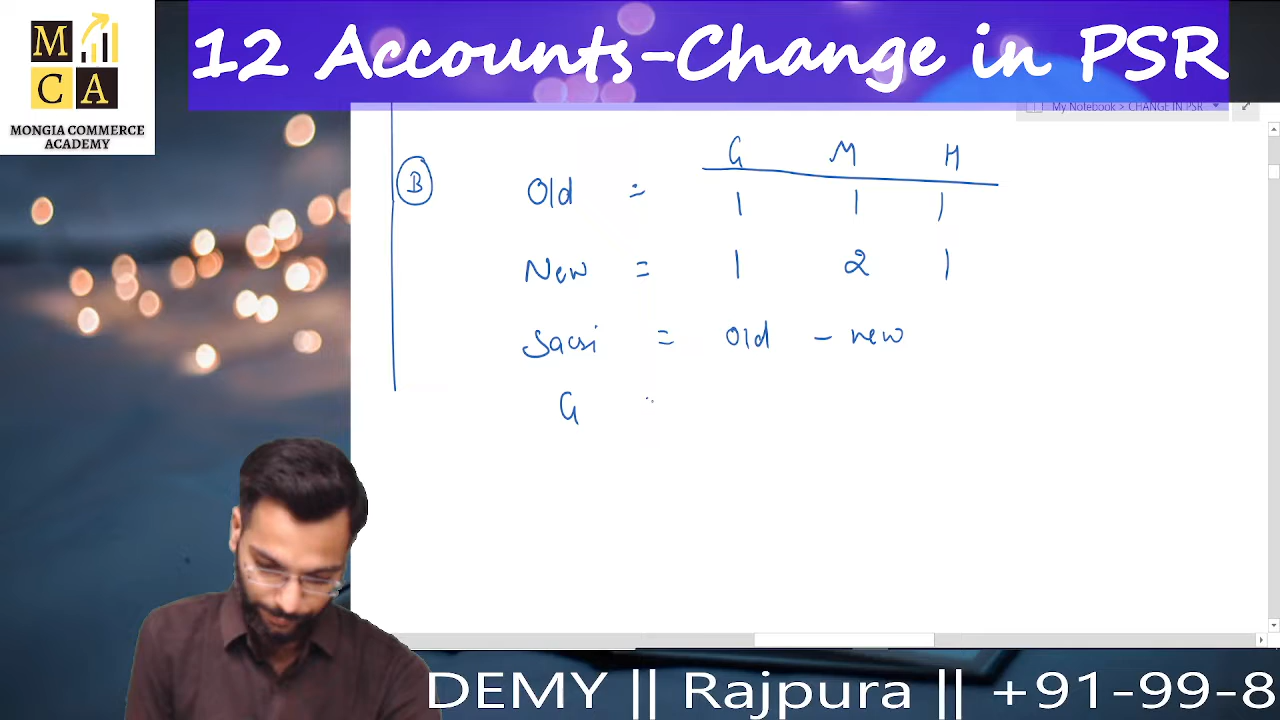 M
C A
MONGIA COMMERCE
ACADEMY
12 Accounts-Change in PSR
My Notebook > CHANGE IN PSR
G M H
B Old = 1 1 1
New = 1 2 1
Sacri = Old - new
G
DEMY || Rajpura || +91-99-8